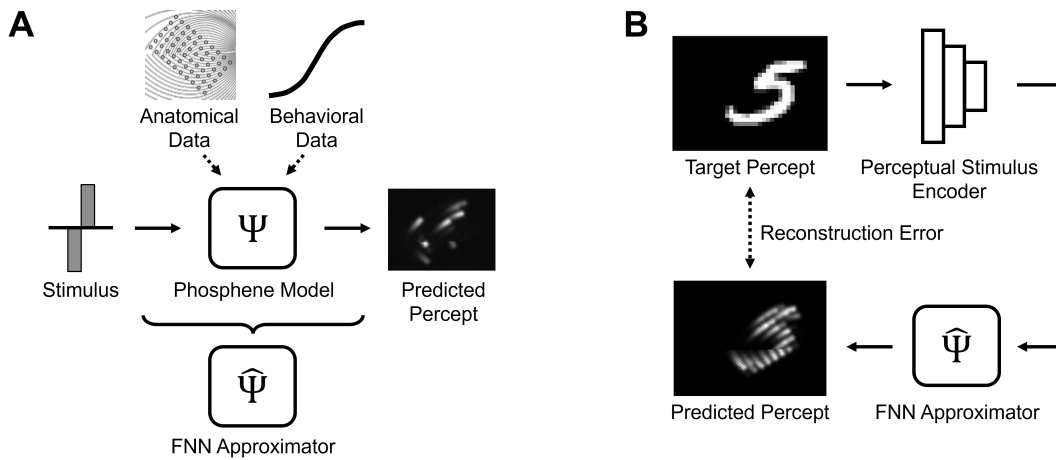 A
Anatomical
Data
Behavioral
Data
Ψ
Stimulus
Phosphene Model
Predicted
Percept
Ψ̂
FNN Approximator
B
Target Percept
Perceptual Stimulus
Encoder
Reconstruction Error
Ψ̂
Predicted Percept
FNN Approximator